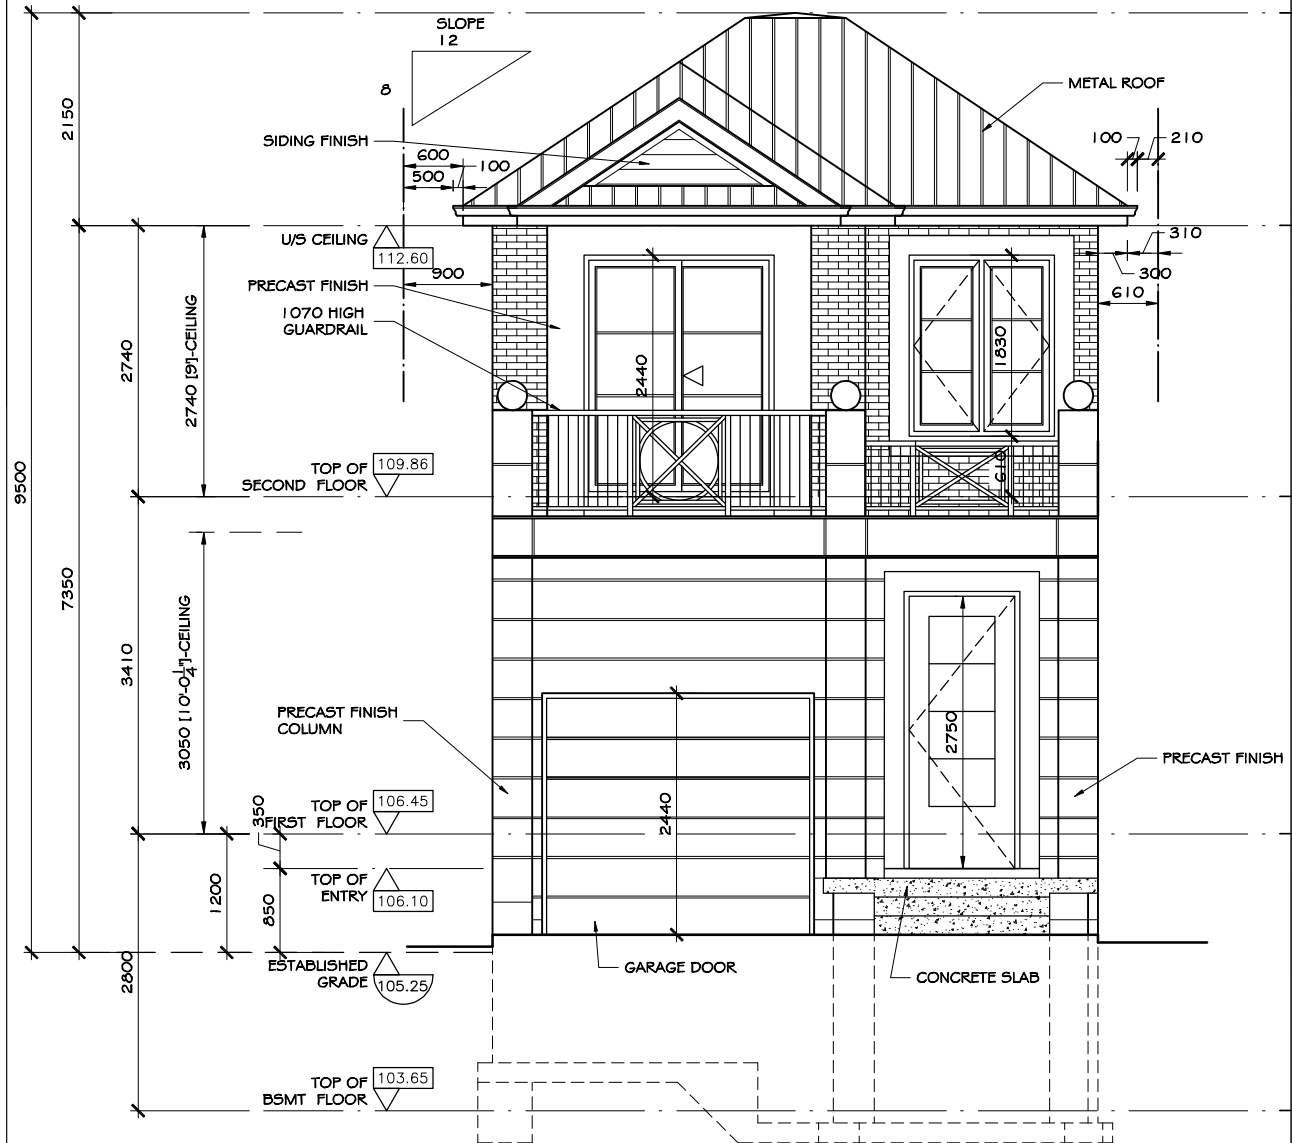 SLOPE
12
8
2150
METAL ROOF
SIDING FINISH
100
210
600
100
500
U/S CEILING
112.60
310
900
300
PRECAST FINISH
610
1070 HIGH
GUARDRAIL
2740 [9']-CEILING
2740
2440
1830
9500
TOP OF
SECOND FLOOR
109.86
610
7350
3410
3050 [10'-0¼"]-CEILING
PRECAST FINISH
COLUMN
2750
PRECAST FINISH
2440
350
TOP OF
FIRST FLOOR
106.45
1200
850
TOP OF
ENTRY
106.10
2800
ESTABLISHED
GRADE
105.25
GARAGE DOOR
CONCRETE SLAB
TOP OF
BSMT FLOOR
103.65